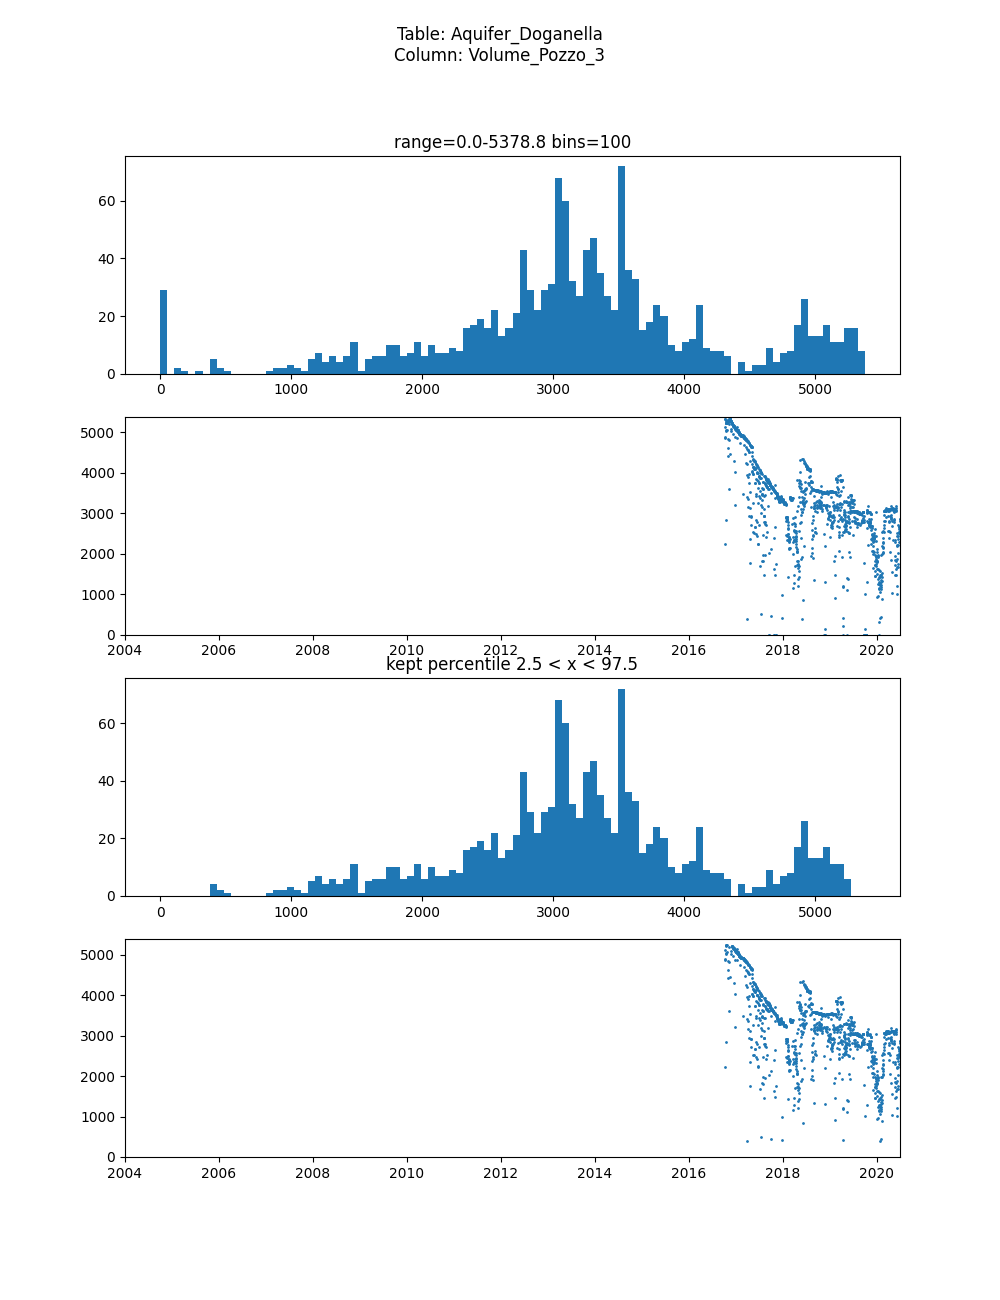 Table: Aquifer_Doganella
Column: Volume_Pozzo_3
range=0.0-5378.8 bins=100
60
40
20
0
0 1000 2000 3000 4000 5000
5000
4000
3000
2000
1000
0
2004 2006 2008 2010 2012 2014 2016 2018 2020
kept percentile 2.5 < x < 97.5
60
40
20
0
0 1000 2000 3000 4000 5000
5000
4000
3000
2000
1000
0
2004 2006 2008 2010 2012 2014 2016 2018 2020